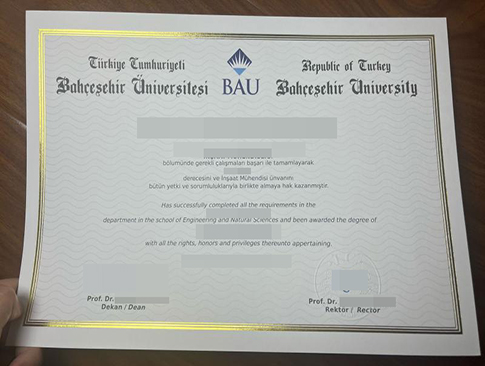 Türkiye Cumhuriyeti
Bahçeşehir Üniversitesi
BAU
Republic of Turkey
Bahçeşehir University
bölümünde gerekli çalışmaları başarı ile tamamlayarak
derecesini ve İnşaat Mühendisi ünvanını
bütün yetki ve sorumluluklarıyla birlikte almaya hak kazanmıştır.
Has successfully completed all the requirements in the
department in the school of Engineering and Natural Sciences and been awarded the degree of
with all the rights, honors and privileges thereunto appertaining.
Prof. Dr.
Dekan / Dean
Prof. Dr.
Rektör / Rector